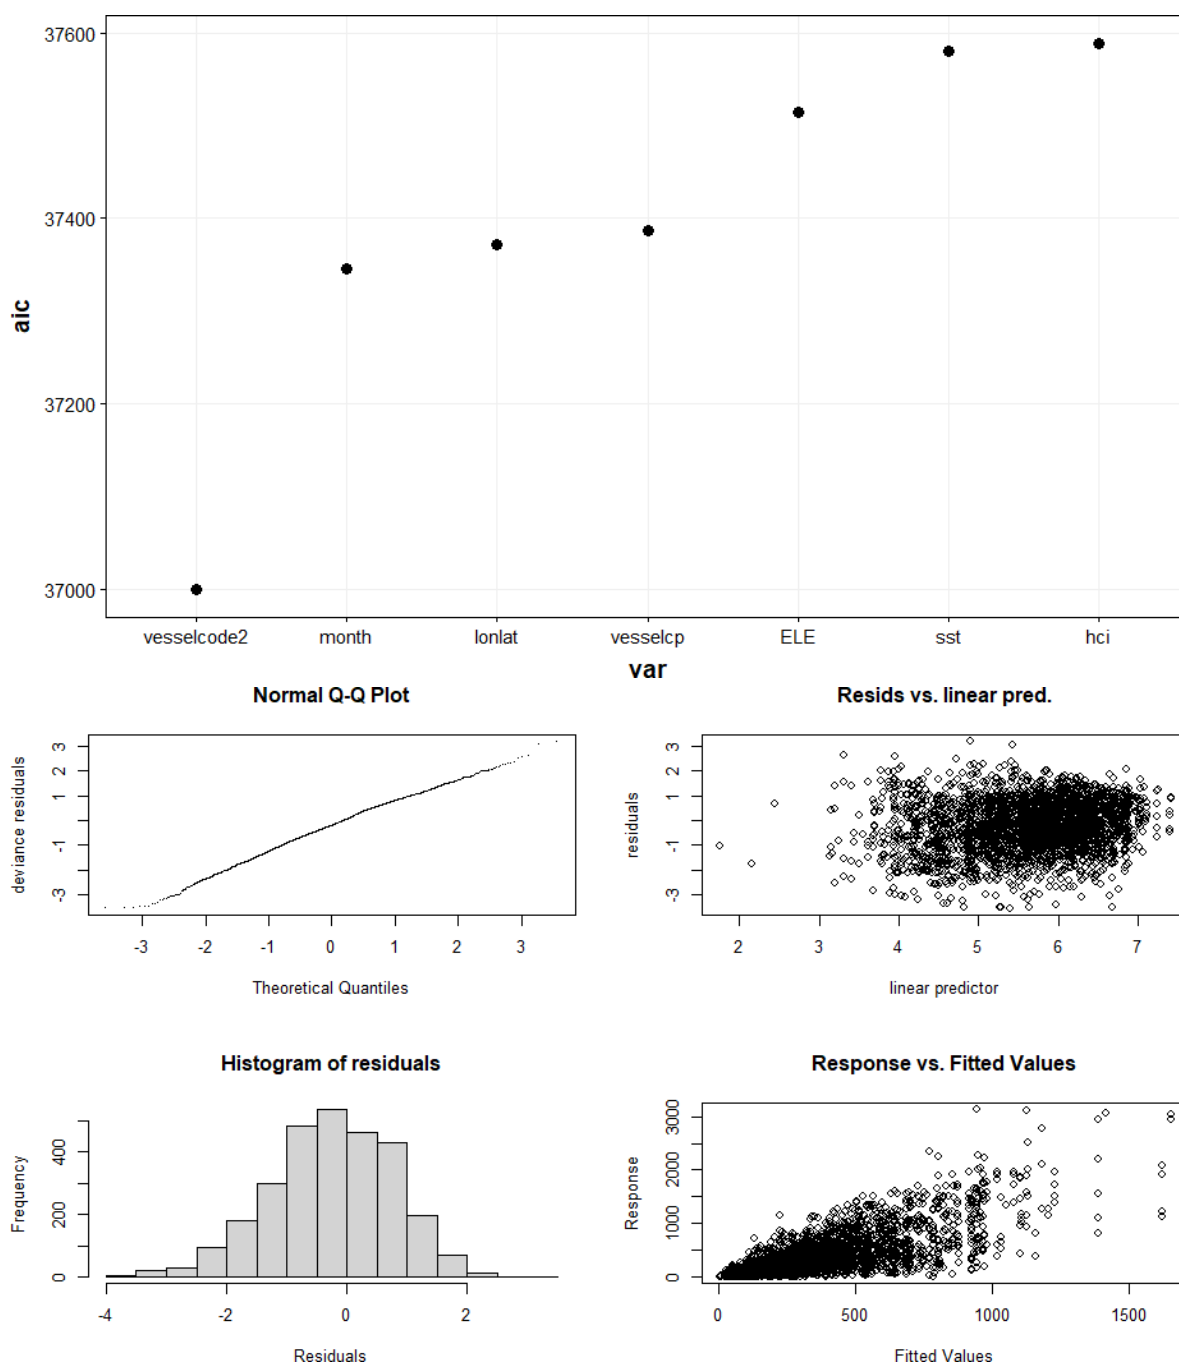 37600
37400
37200
37000
aic
vesselcode2 month lonlat vesselcp ELE sst hci
var
Normal Q-Q Plot
deviance residuals
3
2
1
-1
-3
-3 -2 -1 0 1 2 3
Theoretical Quantiles
Resids vs. linear pred.
residuals
3
2
1
-1
-3
2 3 4 5 6 7
linear predictor
Histogram of residuals
Frequency
400
200
0
-4 -2 0 2
Residuals
Response vs. Fitted Values
Response
3000
2000
1000
0
0 500 1000 1500
Fitted Values